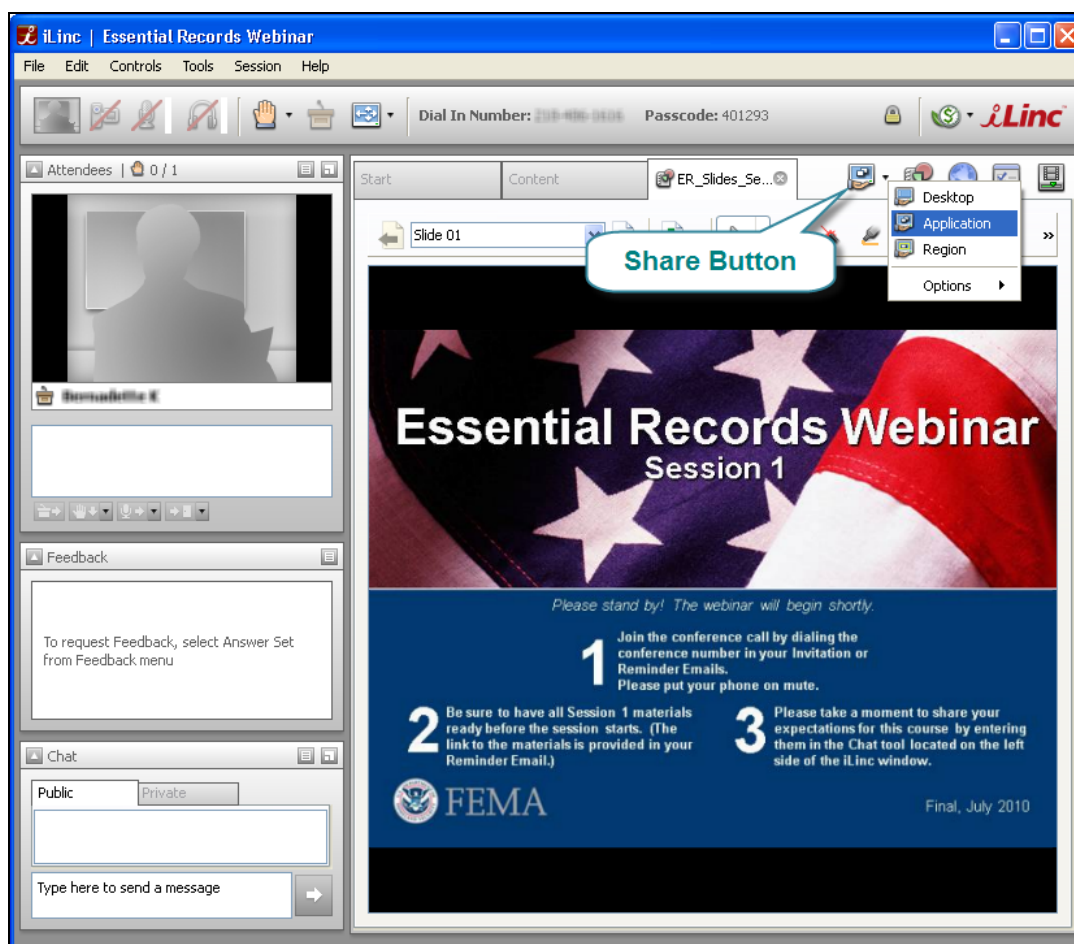 iLinc | Essential Records Webinar
File Edit Controls Tools Session Help
Dial In Number: Passcode: 401293
iLinc
Attendees | 0 / 1
Start Content ER_Slides_Se...
Desktop
Application
Region
Options
Slide 01
Share Button
Essential Records Webinar
Session 1
Please stand by! The webinar will begin shortly.
1
Join the conference call by dialing the
conference number in your Invitation or
Reminder Emails.
Please put your phone on mute.
2
Be sure to have all Session 1 materials
ready before the session starts. (The
link to the materials is provided in your
Reminder Email.)
3
Please take a moment to share your
expectations for this course by entering
them in the Chat tool located on the left
side of the iLinc window.
FEMA
Final, July 2010
Feedback
To request Feedback, select Answer Set
from Feedback menu
Chat
Public Private
Type here to send a message